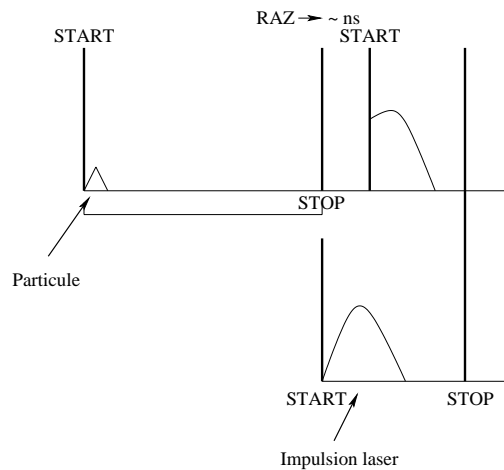 RAZ → ~ ns
START
START
STOP
Particule
START
STOP
Impulsion laser